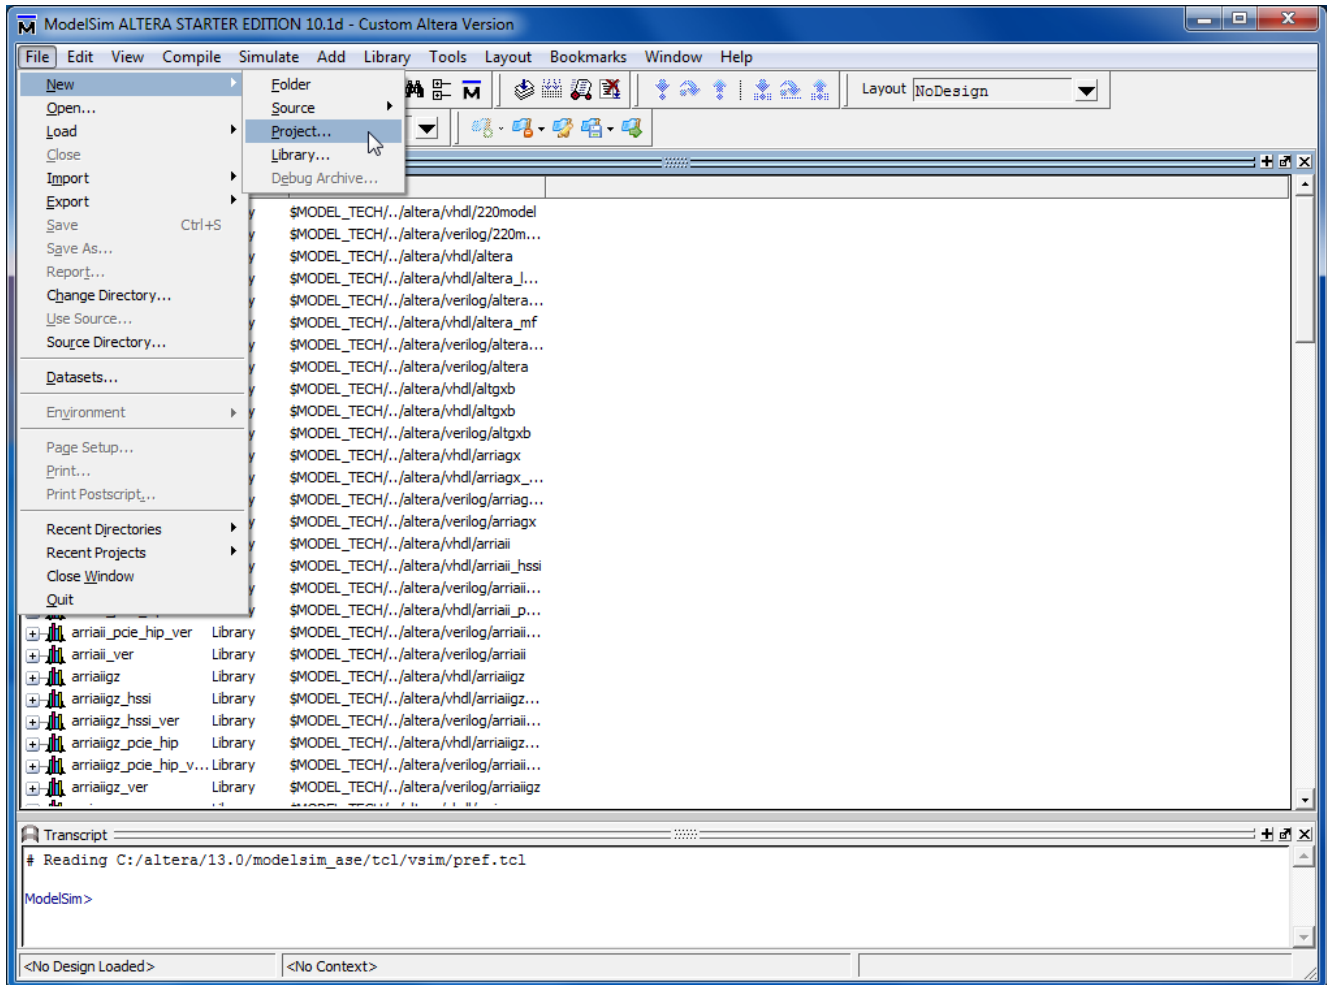 ModelSim ALTERA STARTER EDITION 10.1d - Custom Altera Version
File Edit View Compile Simulate Add Library Tools Layout Bookmarks Window Help
New
Open...
Load
Close
Import
Export
Save Ctrl+S
Save As...
Report...
Change Directory...
Use Source...
Source Directory...
Datasets...
Environment
Page Setup...
Print...
Print Postscript...
Recent Directories
Recent Projects
Close Window
Quit
Folder
Source
Project...
Library...
Debug Archive...
Layout NoDesign
y $MODEL_TECH/../altera/vhdl/220model
y $MODEL_TECH/../altera/verilog/220m...
y $MODEL_TECH/../altera/vhdl/altera
y $MODEL_TECH/../altera/vhdl/altera_l...
y $MODEL_TECH/../altera/verilog/altera...
y $MODEL_TECH/../altera/vhdl/altera_mf
y $MODEL_TECH/../altera/verilog/altera...
y $MODEL_TECH/../altera/verilog/altera
y $MODEL_TECH/../altera/vhdl/altgxb
y $MODEL_TECH/../altera/vhdl/altgxb
y $MODEL_TECH/../altera/verilog/altgxb
y $MODEL_TECH/../altera/vhdl/arriagx
y $MODEL_TECH/../altera/vhdl/arriagx_...
y $MODEL_TECH/../altera/verilog/arriag...
y $MODEL_TECH/../altera/verilog/arriagx
y $MODEL_TECH/../altera/vhdl/arriaii
y $MODEL_TECH/../altera/vhdl/arriaii_hssi
y $MODEL_TECH/../altera/verilog/arriaii...
y $MODEL_TECH/../altera/vhdl/arriaii_p...
arriaii_pcie_hip_ver Library $MODEL_TECH/../altera/verilog/arriaii...
arriaii_ver Library $MODEL_TECH/../altera/verilog/arriaii
arriaiigz Library $MODEL_TECH/../altera/vhdl/arriaiigz
arriaiigz_hssi Library $MODEL_TECH/../altera/vhdl/arriaiigz...
arriaiigz_hssi_ver Library $MODEL_TECH/../altera/verilog/arriaii...
arriaiigz_pcie_hip Library $MODEL_TECH/../altera/vhdl/arriaiigz...
arriaiigz_pcie_hip_v... Library $MODEL_TECH/../altera/verilog/arriaii...
arriaiigz_ver Library $MODEL_TECH/../altera/verilog/arriaiigz
Transcript
# Reading C:/altera/13.0/modelsim_ase/tcl/vsim/pref.tcl
ModelSim>
<No Design Loaded> <No Context>